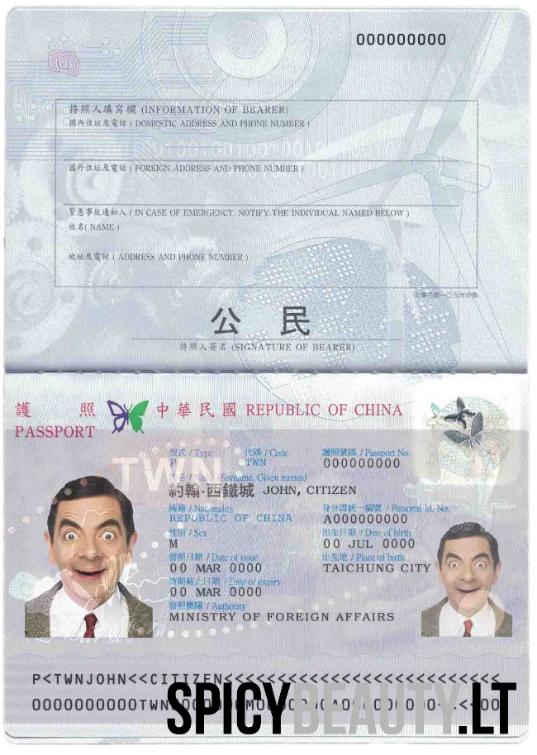 000000000
持照人填寫欄 (INFORMATION OF BEARER)
國內住址及電話 ( DOMESTIC ADDRESS AND PHONE NUMBER )
國外住址及電話 ( FOREIGN ADDRESS AND PHONE NUMBER )
緊急事故通知人 ( IN CASE OF EMERGENCY, NOTIFY THE INDIVIDUAL NAMED BELOW )
姓名( NAME )
地址及電話 ( ADDRESS AND PHONE NUMBER )
公 民
持照人簽名 (SIGNATURE OF BEARER)
護 照 中華民國 REPUBLIC OF CHINA
PASSPORT
型式 / Type 代碼 / Code 護照號碼 / Passport No.
P TWN 000000000
TWN
Surname, Given names)
約翰·西鐵城 JOHN, CITIZEN
國籍 / Nationality 身分證統一編號 / Personal Id. No.
REPUBLIC OF CHINA A000000000
性別 / Sex 出生日期 / Date of birth
M 00 JUL 0000
發照日期 / Date of issue 出生地 / Place of birth
00 MAR 0000 TAICHUNG CITY
效期截止日期 / Date of expiry
00 MAR 0000
發照機關 / Authority
MINISTRY OF FOREIGN AFFAIRS
P<TWNJOHN<<CITIZEN<<<<<<<<<<<<<<<<<<<<<<<<<<
0000000000TWN
SPICYBEAUTY.LT